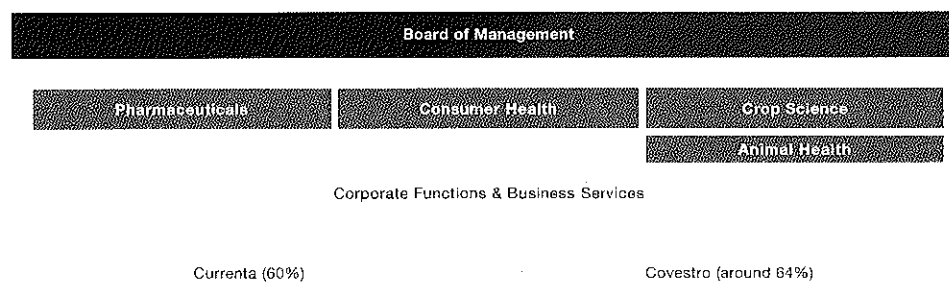 Board of Management
Pharmaceuticals Consumer Health Crop Science
Animal Health
Corporate Functions & Business Services
Currenta (60%) Covestro (around 64%)